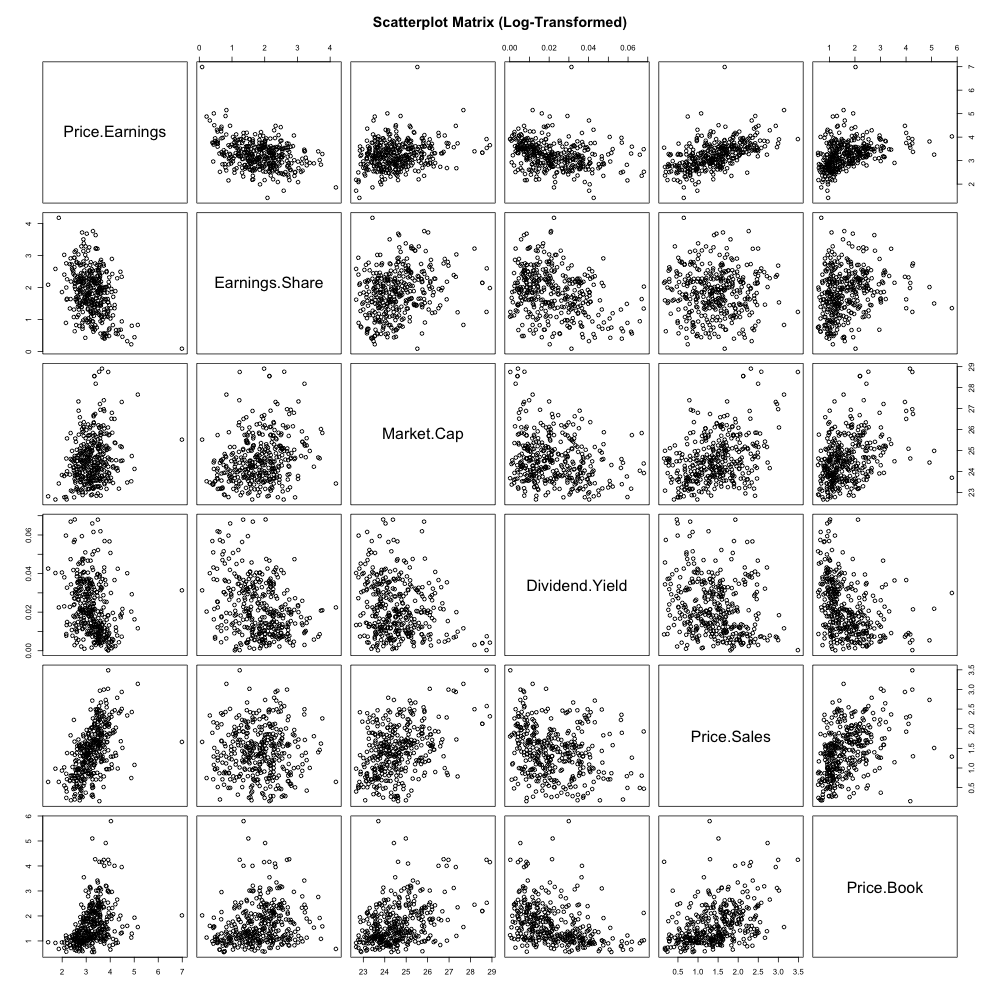 Scatterplot Matrix (Log-Transformed)
0 1 2 3 4 0.00 0.02 0.04 0.06 1 2 3 4 5 6
Price.Earnings
2 3 4 5 6 7
0 1 2 3 4
Earnings.Share
Market.Cap
23 24 25 26 27 28 29
0.00 0.02 0.04 0.06
Dividend.Yield
Price.Sales
0.5 1.0 1.5 2.0 2.5 3.0 3.5
1 2 3 4 5 6
Price.Book
2 3 4 5 6 7 23 24 25 26 27 28 29 0.5 1.0 1.5 2.0 2.5 3.0 3.5